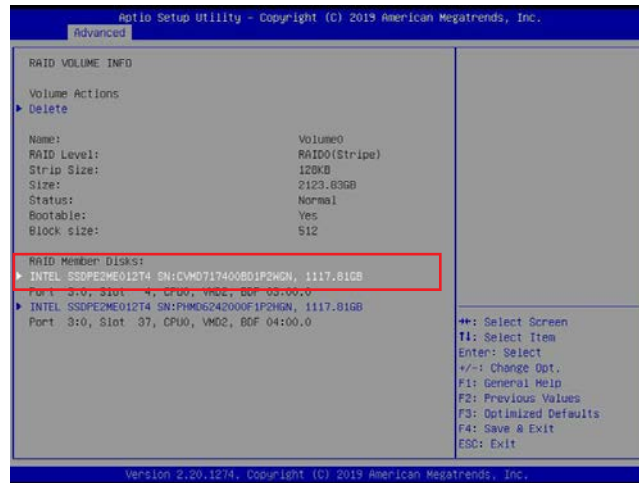 Aptio Setup Utility - Copyright (C) 2019 American Megatrends, Inc.
Advanced
RAID VOLUME INFO
Volume Actions
Delete
Name: Volume0
RAID Level: RAID0(Stripe)
Strip Size: 128KB
Size: 2123.83GB
Status: Normal
Bootable: Yes
Block size: 512
RAID Member Disks:
INTEL SSDPE2ME012T4 SN:CVMD717400BD1P2WGN, 1117.81GB
Port 3:0, Slot 4, CPU0, VMD2, BDF 03:00.0
INTEL SSDPE2ME012T4 SN:PHMD6242000F1P2HGN, 1117.81GB
Port 3:0, Slot 37, CPU0, VMD2, BDF 04:00.0
: Select Screen
: Select Item
Enter: Select
+/-: Change Opt.
F1: General Help
F2: Previous Values
F3: Optimized Defaults
F4: Save & Exit
ESC: Exit
Version 2.20.1274. Copyright (C) 2019 American Megatrends, Inc.